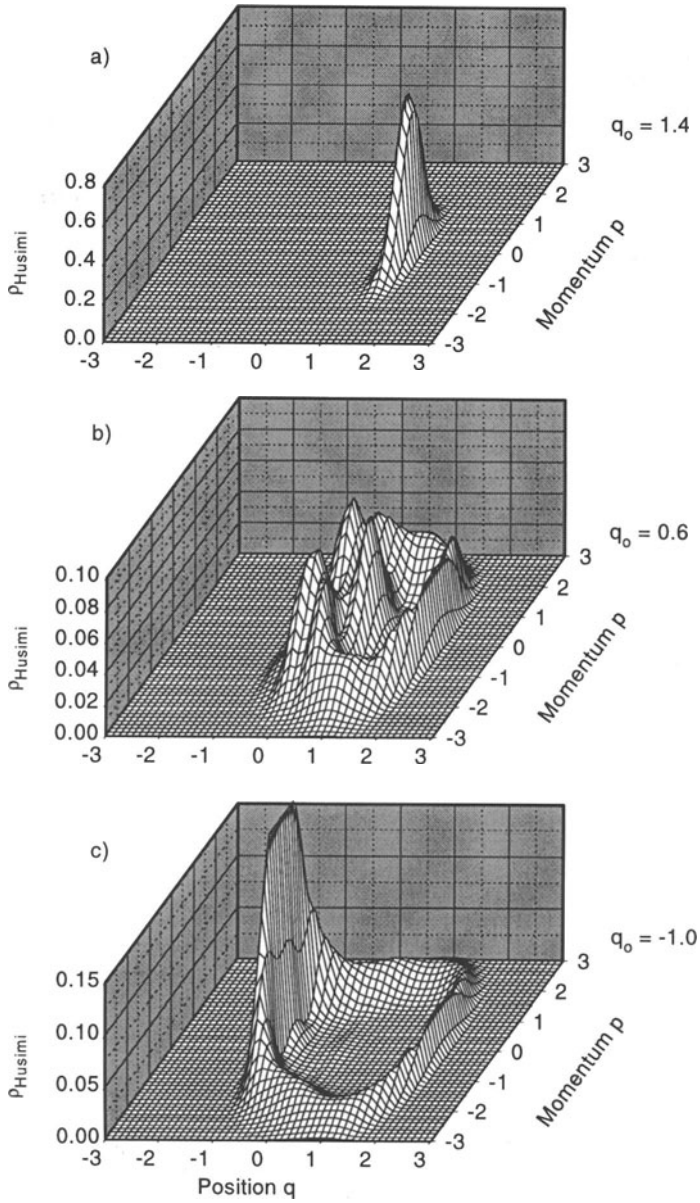 a)
q₀ = 1.4
0.8
0.6
0.4
0.2
0.0
ρHusimi
-3 -2 -1 0 1 2 3
-3 -2 -1 0 1 2 3
Momentum p
b)
q₀ = 0.6
0.10
0.08
0.06
0.04
0.02
0.00
ρHusimi
-3 -2 -1 0 1 2 3
-3 -2 -1 0 1 2 3
Momentum p
c)
q₀ = -1.0
0.15
0.10
0.05
0.00
ρHusimi
-3 -2 -1 0 1 2 3
-3 -2 -1 0 1 2 3
Momentum p
Position q